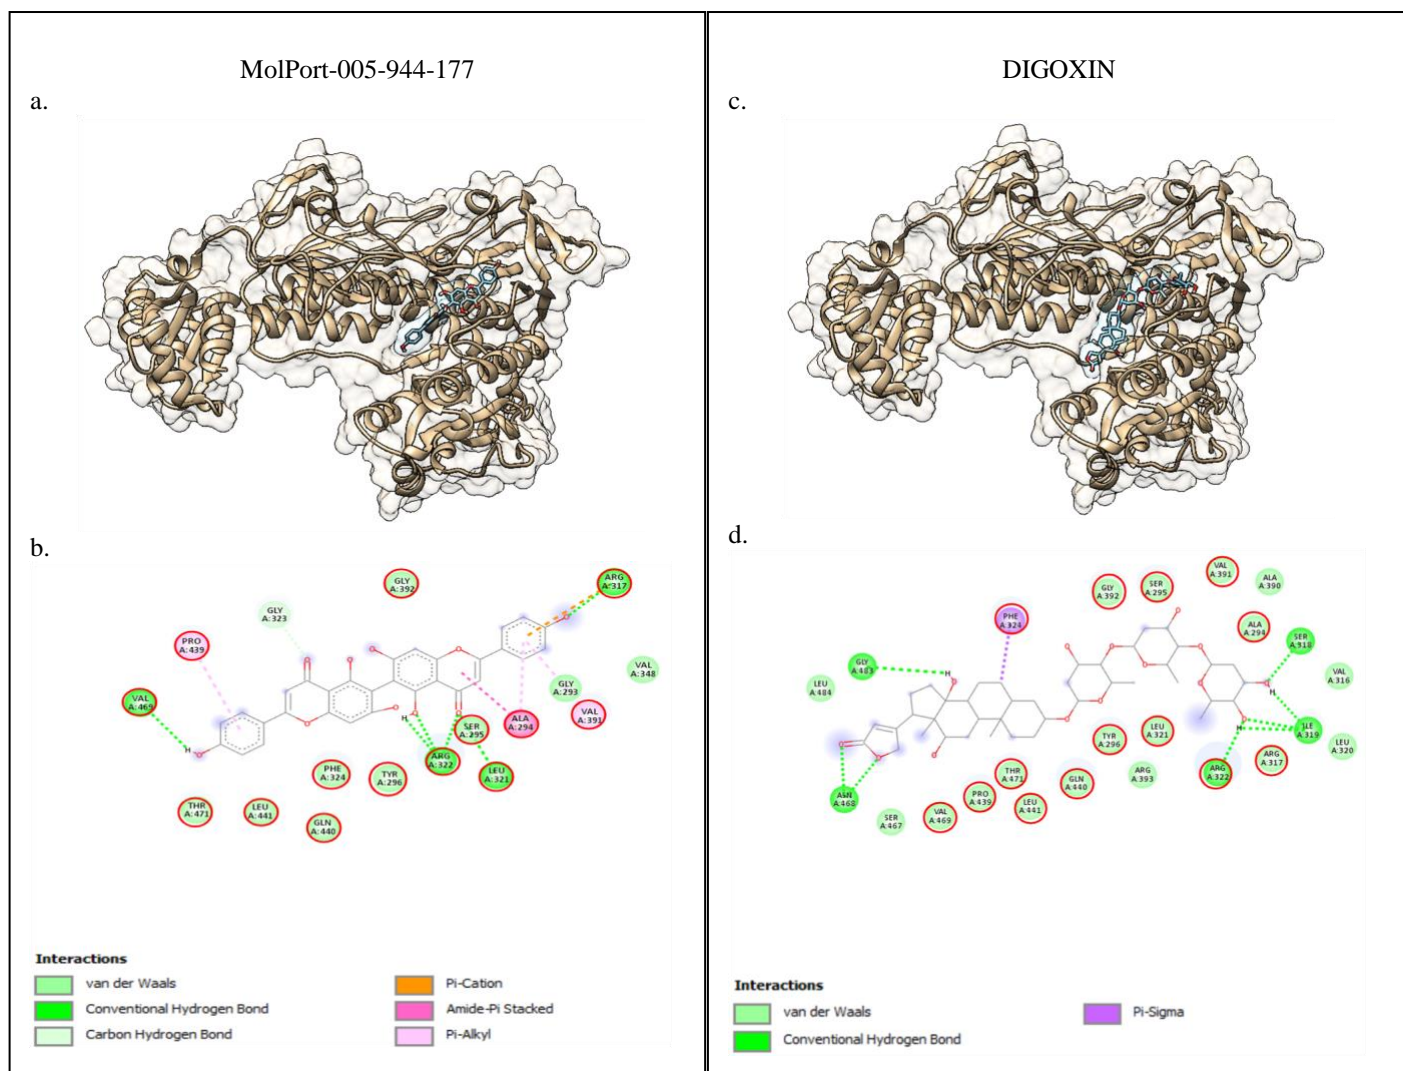 MolPort-005-944-177
a.
b.
GLY
A:392
ARG
A:317
GLY
A:323
PRO
A:439
VAL
A:348
GLY
A:293
VAL
A:469
VAL
A:391
ALA
A:294
SER
A:295
H
H
ARG
A:322
LEU
A:321
PHE
A:324
TYR
A:296
THR
A:471
LEU
A:441
GLN
A:440
Interactions
van der Waals
Conventional Hydrogen Bond
Carbon Hydrogen Bond
Pi-Cation
Amide-Pi Stacked
Pi-Alkyl
DIGOXIN
c.
d.
VAL
A:391
ALA
A:390
GLY
A:392
SER
A:295
PHE
A:324
ALA
A:294
SER
A:318
GLY
A:483
H
VAL
A:316
LEU
A:484
H
ILE
A:319
H
LEU
A:320
TYR
A:296
LEU
A:321
ARG
A:317
ARG
A:322
ARG
A:393
THR
A:471
GLN
A:440
PRO
A:439
LEU
A:441
ASN
A:468
SER
A:467
VAL
A:469
Interactions
van der Waals
Conventional Hydrogen Bond
Pi-Sigma